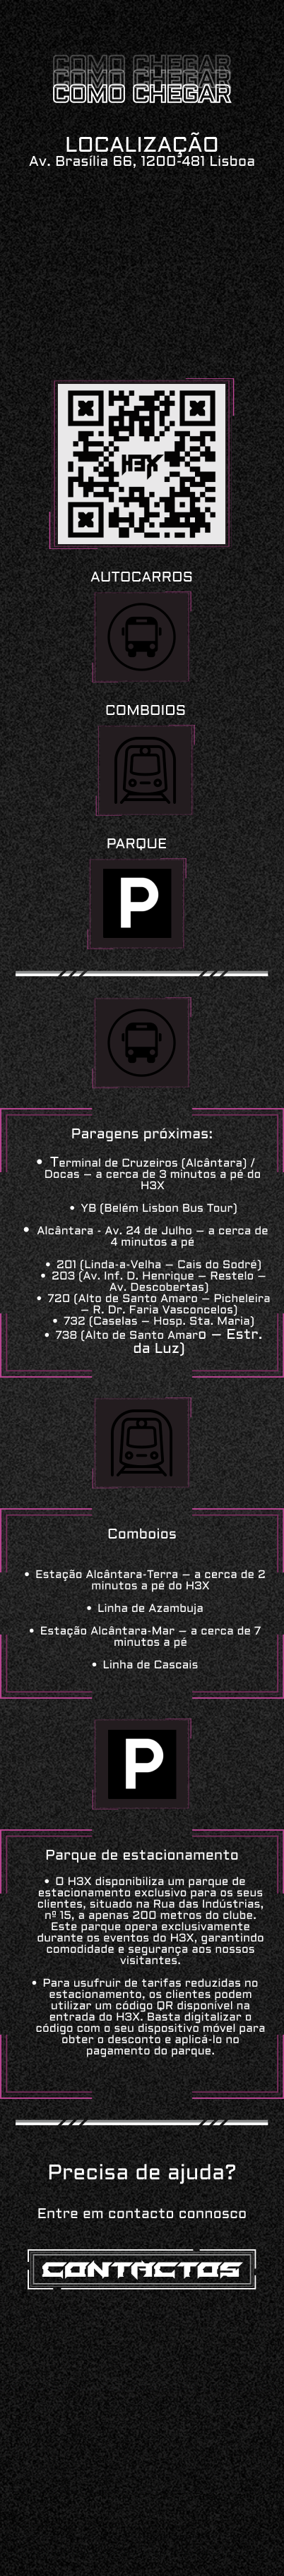 COMO CHEGAR
COMO CHEGAR
COMO CHEGAR
LOCALIZAÇÃO
Av. Brasília 66, 1200-481 Lisboa
H3X
AUTOCARROS
COMBOIOS
PARQUE
P
Paragens próximas:
• Terminal de Cruzeiros (Alcântara) /
Docas – a cerca de 3 minutos a pé do
H3X
• YB (Belém Lisbon Bus Tour)
• Alcântara - Av. 24 de Julho – a cerca de
4 minutos a pé
• 201 (Linda-a-Velha – Cais do Sodré)
• 203 (Av. Inf. D. Henrique – Restelo –
Av. Descobertas)
• 720 (Alto de Santo Amaro – Picheleira
– R. Dr. Faria Vasconcelos)
• 732 (Caselas – Hosp. Sta. Maria)
• 738 (Alto de Santo Amaro – Estr.
da Luz)
Comboios
• Estação Alcântara-Terra – a cerca de 2
minutos a pé do H3X
• Linha de Azambuja
• Estação Alcântara-Mar – a cerca de 7
minutos a pé
• Linha de Cascais
P
Parque de estacionamento
• O H3X disponibiliza um parque de
estacionamento exclusivo para os seus
clientes, situado na Rua das Indústrias,
nº 15, a apenas 200 metros do clube.
Este parque opera exclusivamente
durante os eventos do H3X, garantindo
comodidade e segurança aos nossos
visitantes.
• Para usufruir de tarifas reduzidas no
estacionamento, os clientes podem
utilizar um código QR disponível na
entrada do H3X. Basta digitalizar o
código com o seu dispositivo móvel para
obter o desconto e aplicá-lo no
pagamento do parque.
Precisa de ajuda?
Entre em contacto connosco
CONTACTOS